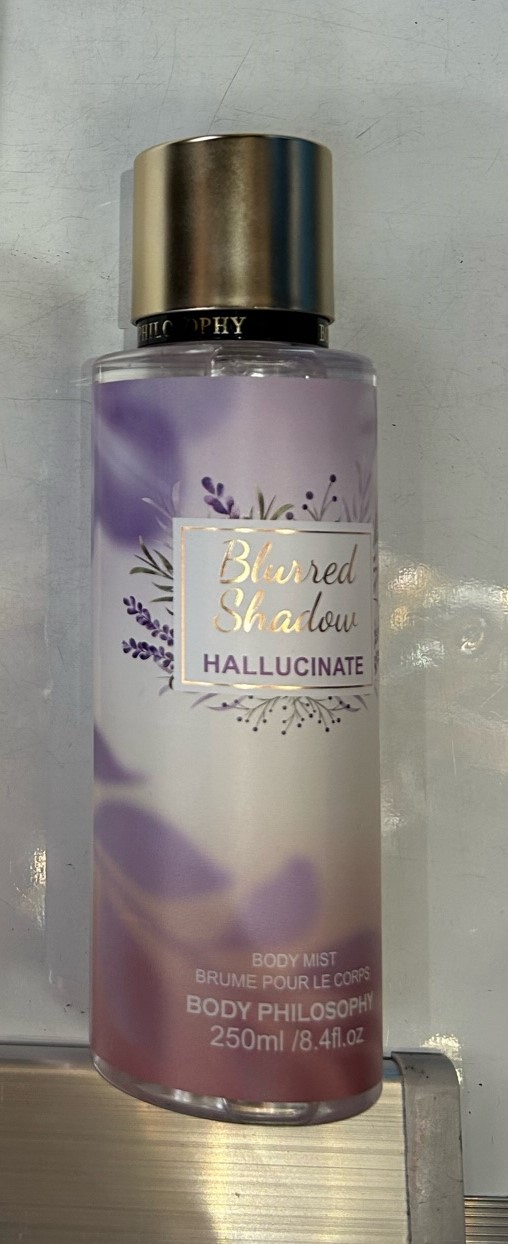 PHILOSOPHY
Blurred
Shadow
HALLUCINATE
BODY MIST
BRUME POUR LE CORPS
BODY PHILOSOPHY
250ml /8.4fl.oz